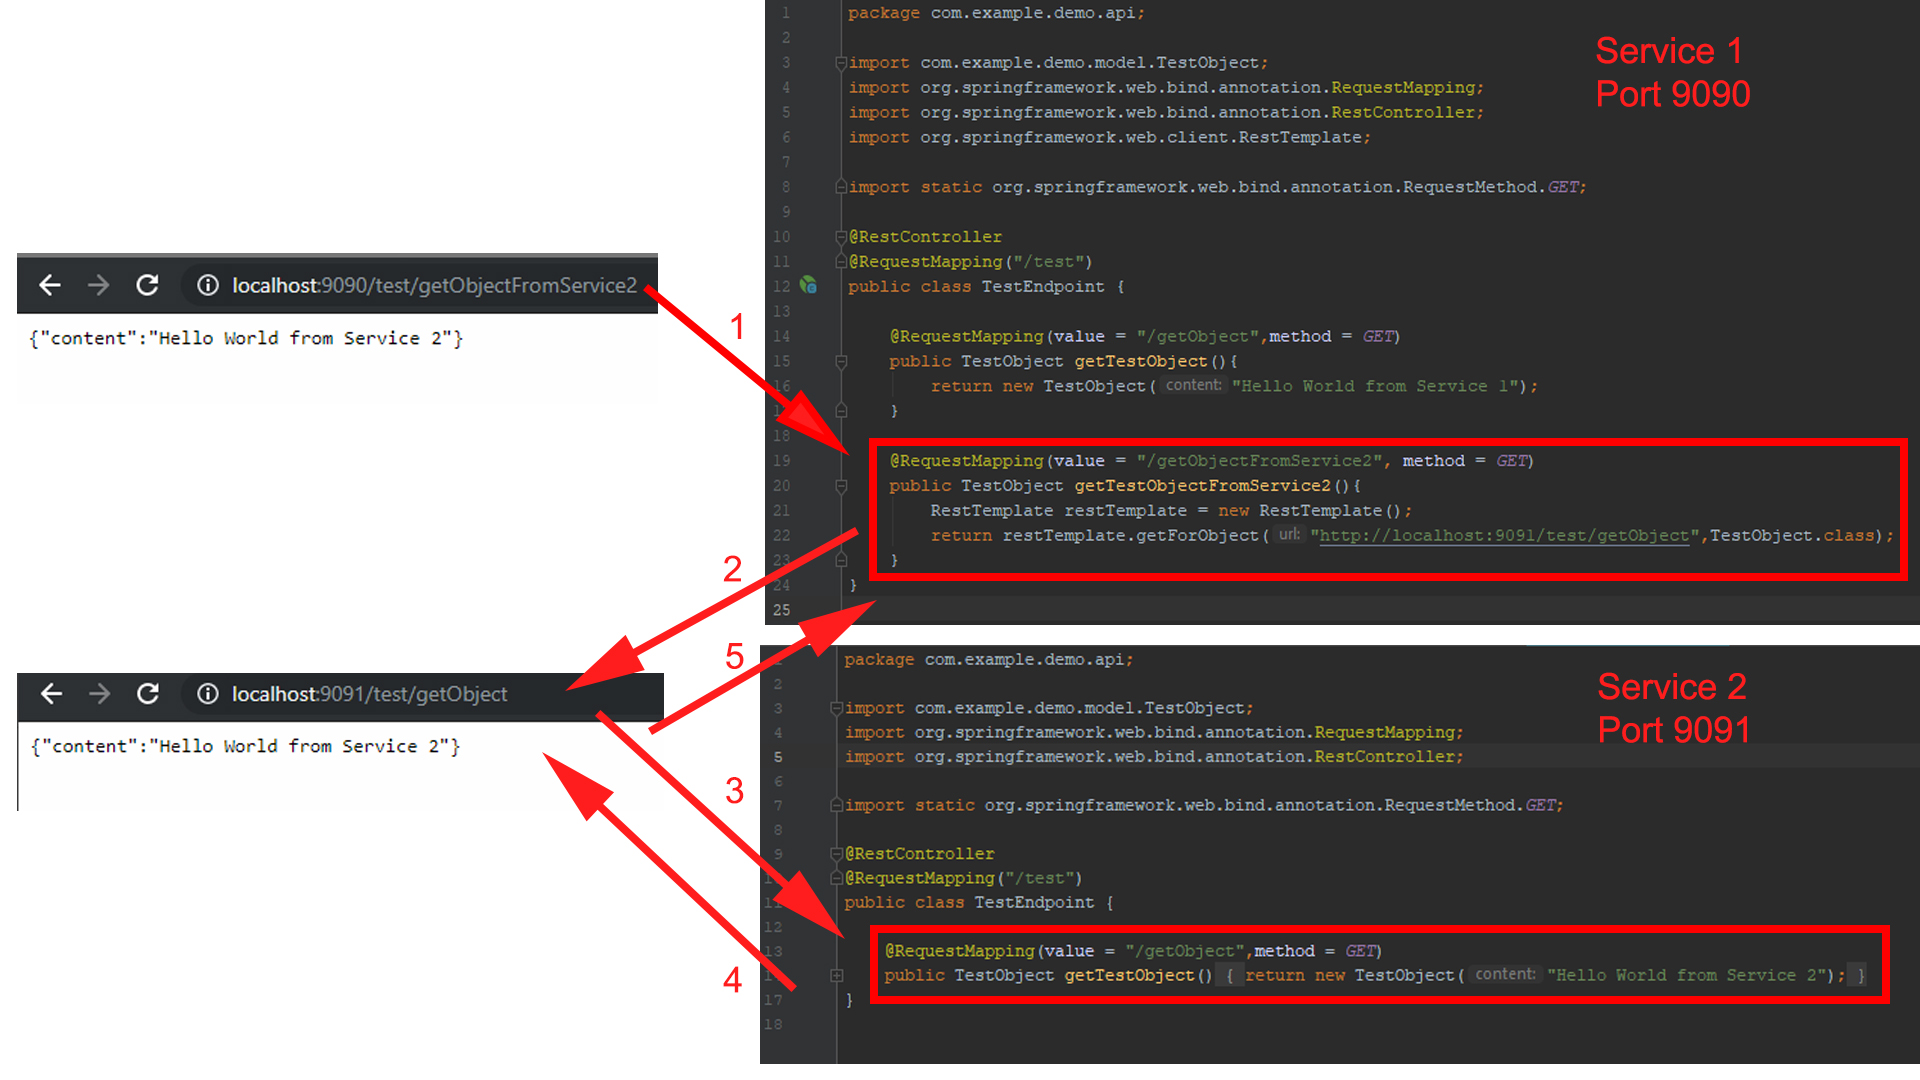 localhost:9090/test/getObjectFromService2
{"content":"Hello World from Service 2"}
localhost:9091/test/getObject
{"content":"Hello World from Service 2"}
1
2
5
3
4
Service 1
Port 9090
1 package com.example.demo.api;
2
3 import com.example.demo.model.TestObject;
4 import org.springframework.web.bind.annotation.RequestMapping;
5 import org.springframework.web.bind.annotation.RestController;
6 import org.springframework.web.client.RestTemplate;
7
8 import static org.springframework.web.bind.annotation.RequestMethod.GET;
9
10 @RestController
11 @RequestMapping("/test")
12 public class TestEndpoint {
13
14 @RequestMapping(value = "/getObject",method = GET)
15 public TestObject getTestObject(){
16 return new TestObject( content: "Hello World from Service 1");
}
18
19 @RequestMapping(value = "/getObjectFromService2", method = GET)
20 public TestObject getTestObjectFromService2(){
21 RestTemplate restTemplate = new RestTemplate();
22 return restTemplate.getForObject( url: "http://localhost:9091/test/getObject",TestObject.class);
23 }
24 }
25
Service 2
Port 9091
package com.example.demo.api;
2
3 import com.example.demo.model.TestObject;
4 import org.springframework.web.bind.annotation.RequestMapping;
5 import org.springframework.web.bind.annotation.RestController;
6
7 import static org.springframework.web.bind.annotation.RequestMethod.GET;
8
9 @RestController
@RequestMapping("/test")
11 public class TestEndpoint {
12
13 @RequestMapping(value = "/getObject",method = GET)
public TestObject getTestObject() { return new TestObject( content: "Hello World from Service 2"); }
17 }
18